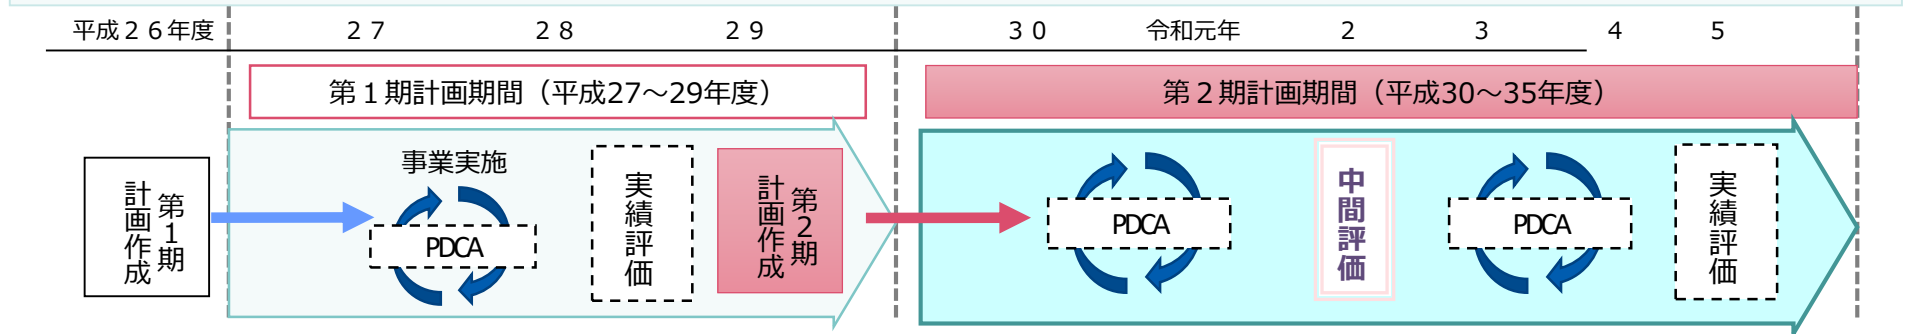 平成２６年度　２７　２８　２９　３０　令和元年　２　３　４　５
第１期計画期間（平成27～29年度）
第２期計画期間（平成30～35年度）
第１期
計画作成
事業実施
PDCA
実績評価
第２期
計画作成
PDCA
中間評価
PDCA
実績評価